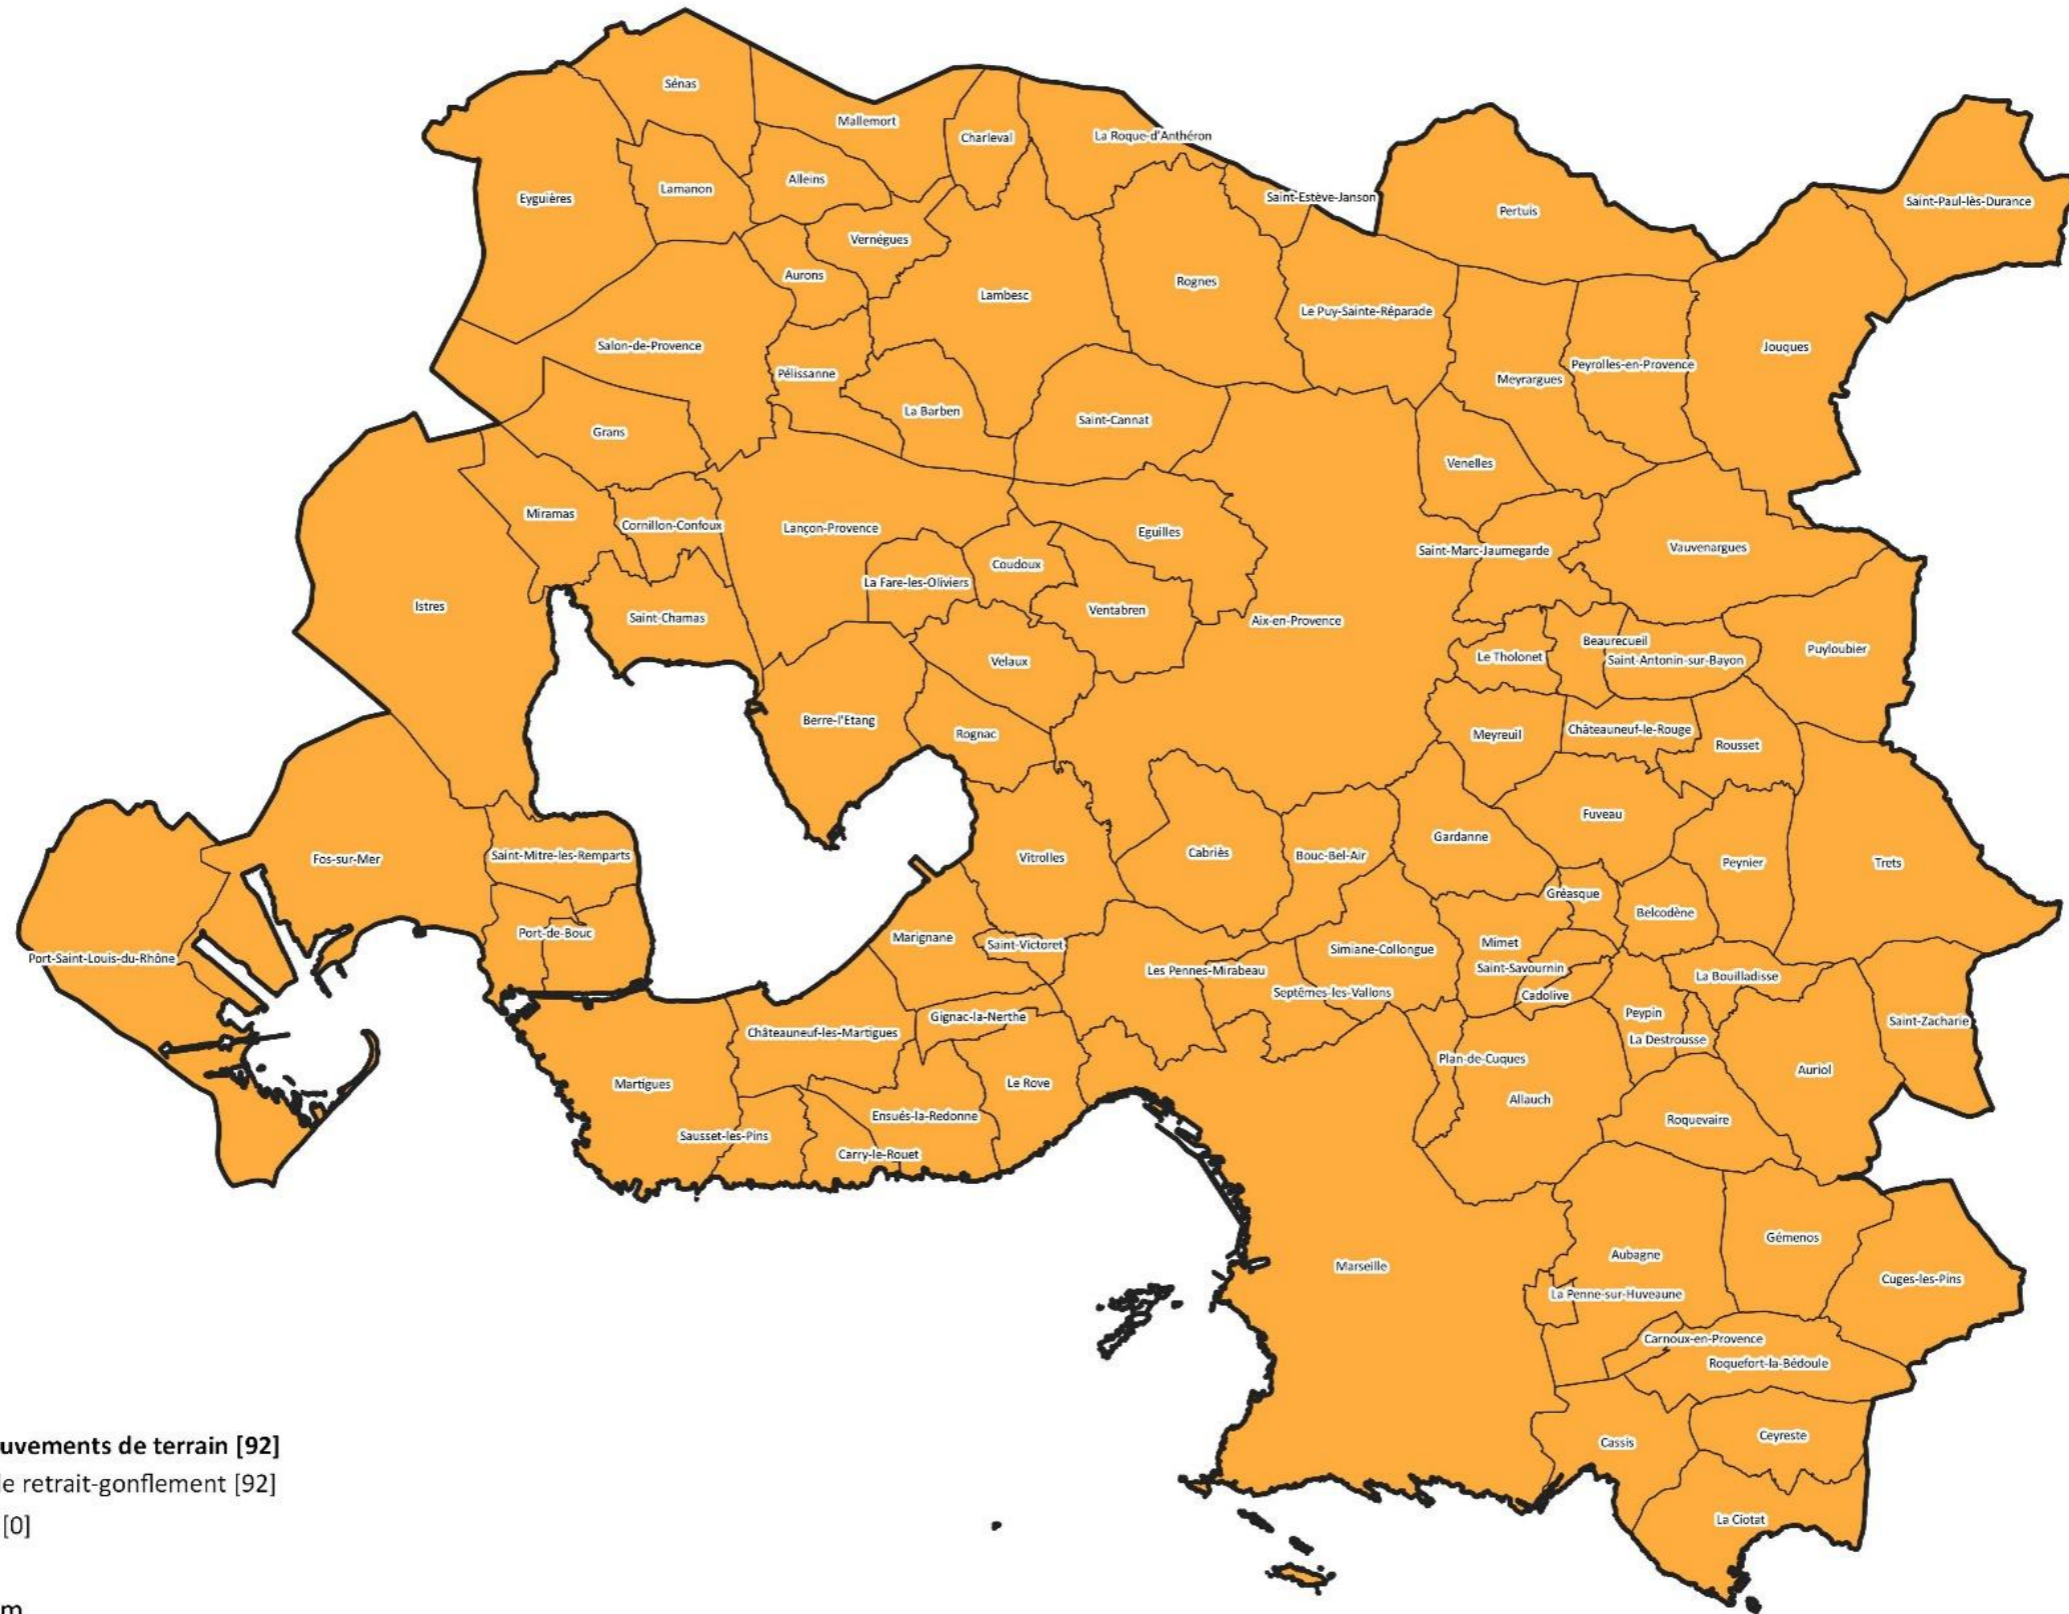 Sénas
Mallemort
Charleval
La Roque-d'Anthéron
Alleins
Lamanon
Eyguières
Saint-Estève-Janson
Saint-Paul-lès-Durance
Pertuis
Vernègues
Aurons
Lambesc
Rognes
Le Puy-Sainte-Réparade
Salon-de-Provence
Jouques
Peyrolles-en-Provence
Pélissanne
Meyrargues
La Barben
Saint-Cannat
Grans
Venelles
Miramas
Cornillon-Confoux
Lançon-Provence
Eguilles
Saint-Marc-Jaumegarde
Vauvenargues
Coudoux
La Fare-les-Oliviers
Istres
Saint-Chamas
Ventabren
Aix-en-Provence
Beaurecueil
Puyloubier
Le Tholonet
Saint-Antonin-sur-Bayon
Velaux
Berre-l'Etang
Rognac
Meyreuil
Châteauneuf-le-Rouge
Rousset
Fuveau
Gardanne
Fos-sur-Mer
Saint-Mitre-les-Remparts
Vitrolles
Cabriès
Bouc-Bel-Air
Peynier
Trets
Gréasque
Belcodène
Port-de-Bouc
Marignane
Saint-Victoret
Simiane-Collongue
Mimet
Port-Saint-Louis-du-Rhône
Les Pennes-Mirabeau
Saint-Savournin
La Bouilladisse
Septèmes-les-Vallons
Cadolive
Peypin
Gignac-la-Nerthe
Saint-Zacharie
Châteauneuf-les-Martigues
La Destrousse
Plan-de-Cuques
Auriol
Martigues
Le Rove
Allauch
Ensuès-la-Redonne
Roquevaire
Sausset-les-Pins
Carry-le-Rouet
Gémenos
Aubagne
Marseille
Cuges-les-Pins
La Penne-sur-Huveaune
Carnoux-en-Provence
Roquefort-la-Bédoule
Ceyreste
Cassis
La Ciotat
uvements de terrain [92]
le retrait-gonflement [92]
[0]
m